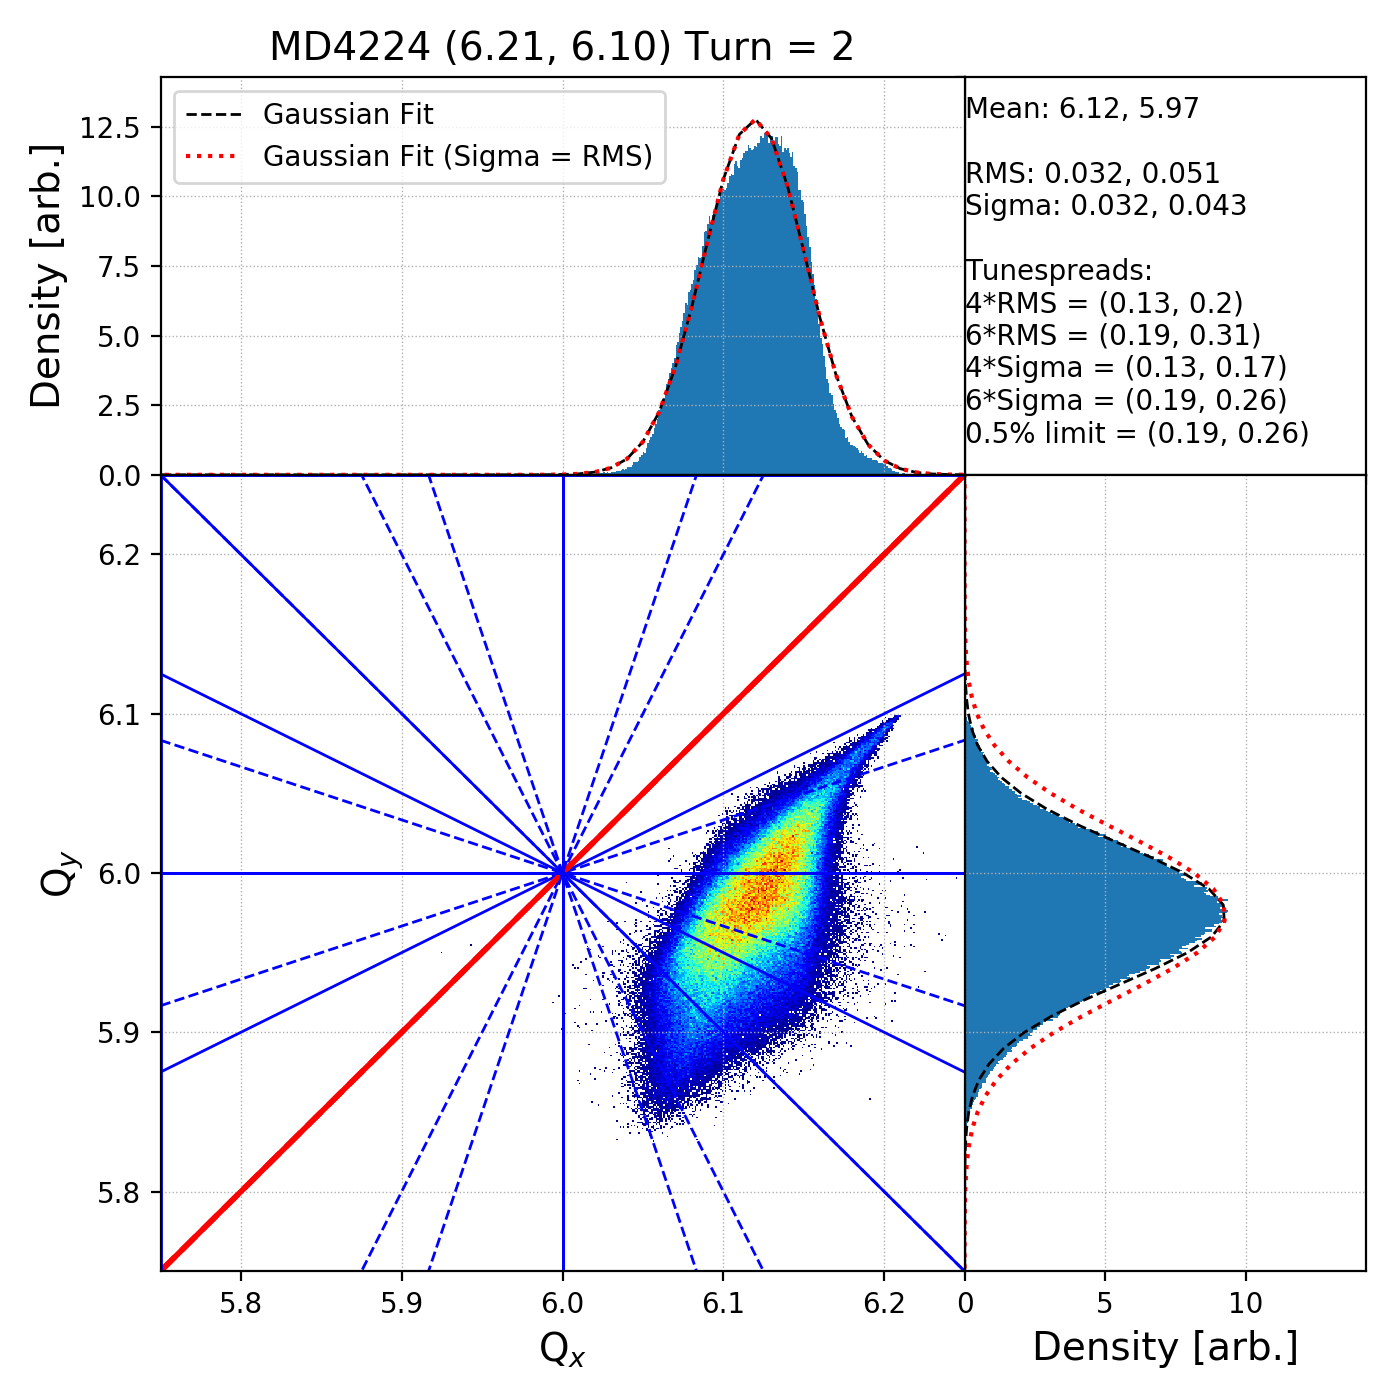 MD4224 (6.21, 6.10) Turn = 2
Gaussian Fit
Gaussian Fit (Sigma = RMS)
Density [arb.]
12.5
10.0
7.5
5.0
2.5
0.0
Mean: 6.12, 5.97
RMS: 0.032, 0.051
Sigma: 0.032, 0.043
Tunespreads:
4*RMS = (0.13, 0.2)
6*RMS = (0.19, 0.31)
4*Sigma = (0.13, 0.17)
6*Sigma = (0.19, 0.26)
0.5% limit = (0.19, 0.26)
Qy
6.2
6.1
6.0
5.9
5.8
5.8 5.9 6.0 6.1 6.2
Qx
0 5 10
Density [arb.]